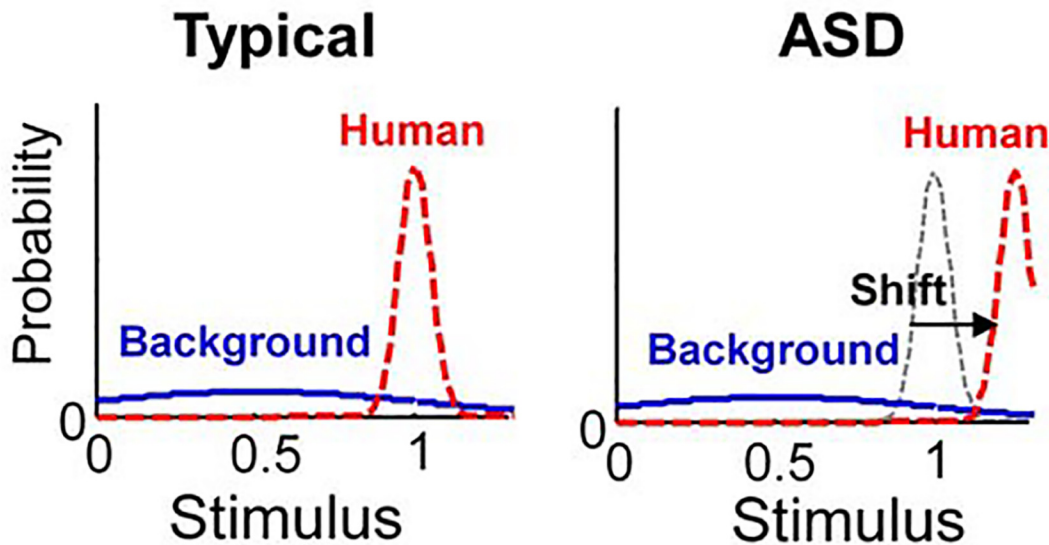 Typical
Human
Background
Probability
0
0
0.5
1
Stimulus
ASD
Human
Shift
Background
0
0
0.5
1
Stimulus